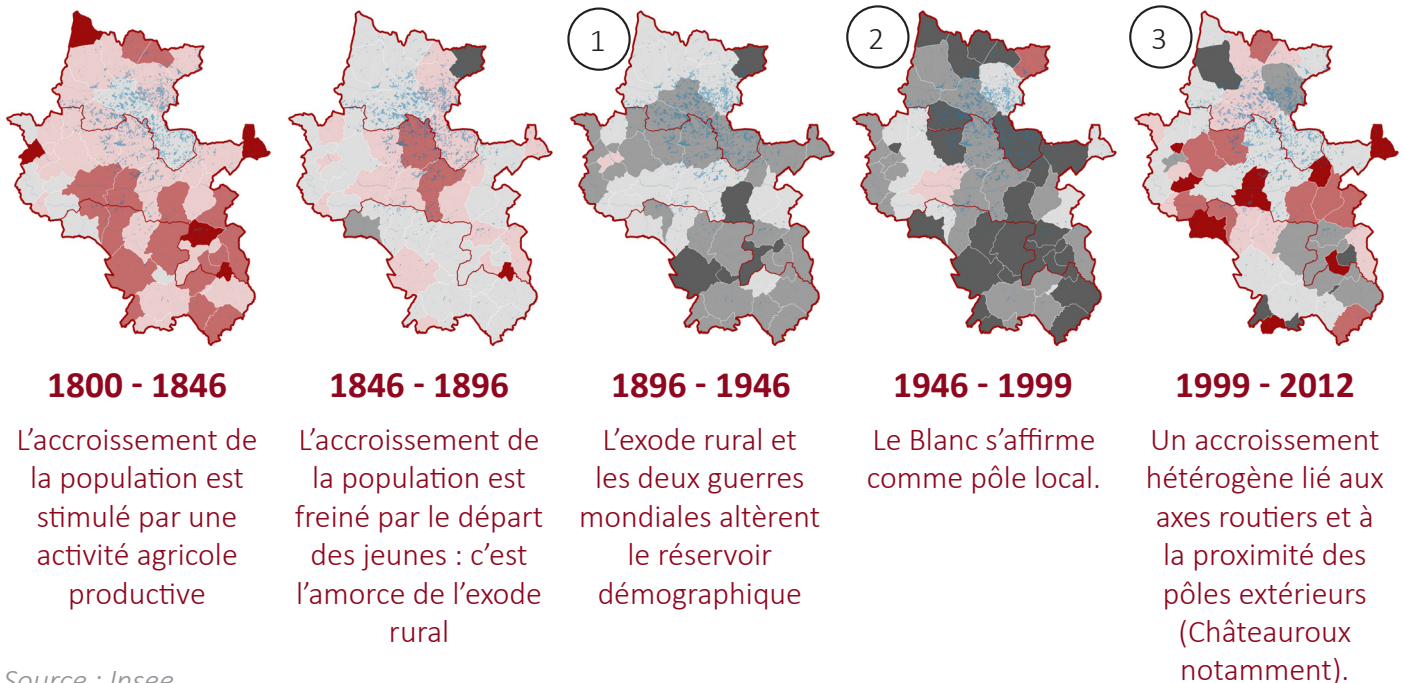 1
2
3
1800 - 1846
L'accroissement de
la population est
stimulé par une
activité agricole
productive
1846 - 1896
L'accroissement de
la population est
freiné par le départ
des jeunes : c'est
l'amorce de l'exode
rural
1896 - 1946
L'exode rural et
les deux guerres
mondiales altèrent
le réservoir
démographique
1946 - 1999
Le Blanc s'affirme
comme pôle local.
1999 - 2012
Un accroissement
hétérogène lié aux
axes routiers et à
la proximité des
pôles extérieurs
(Châteauroux
notamment).
Source : Insee